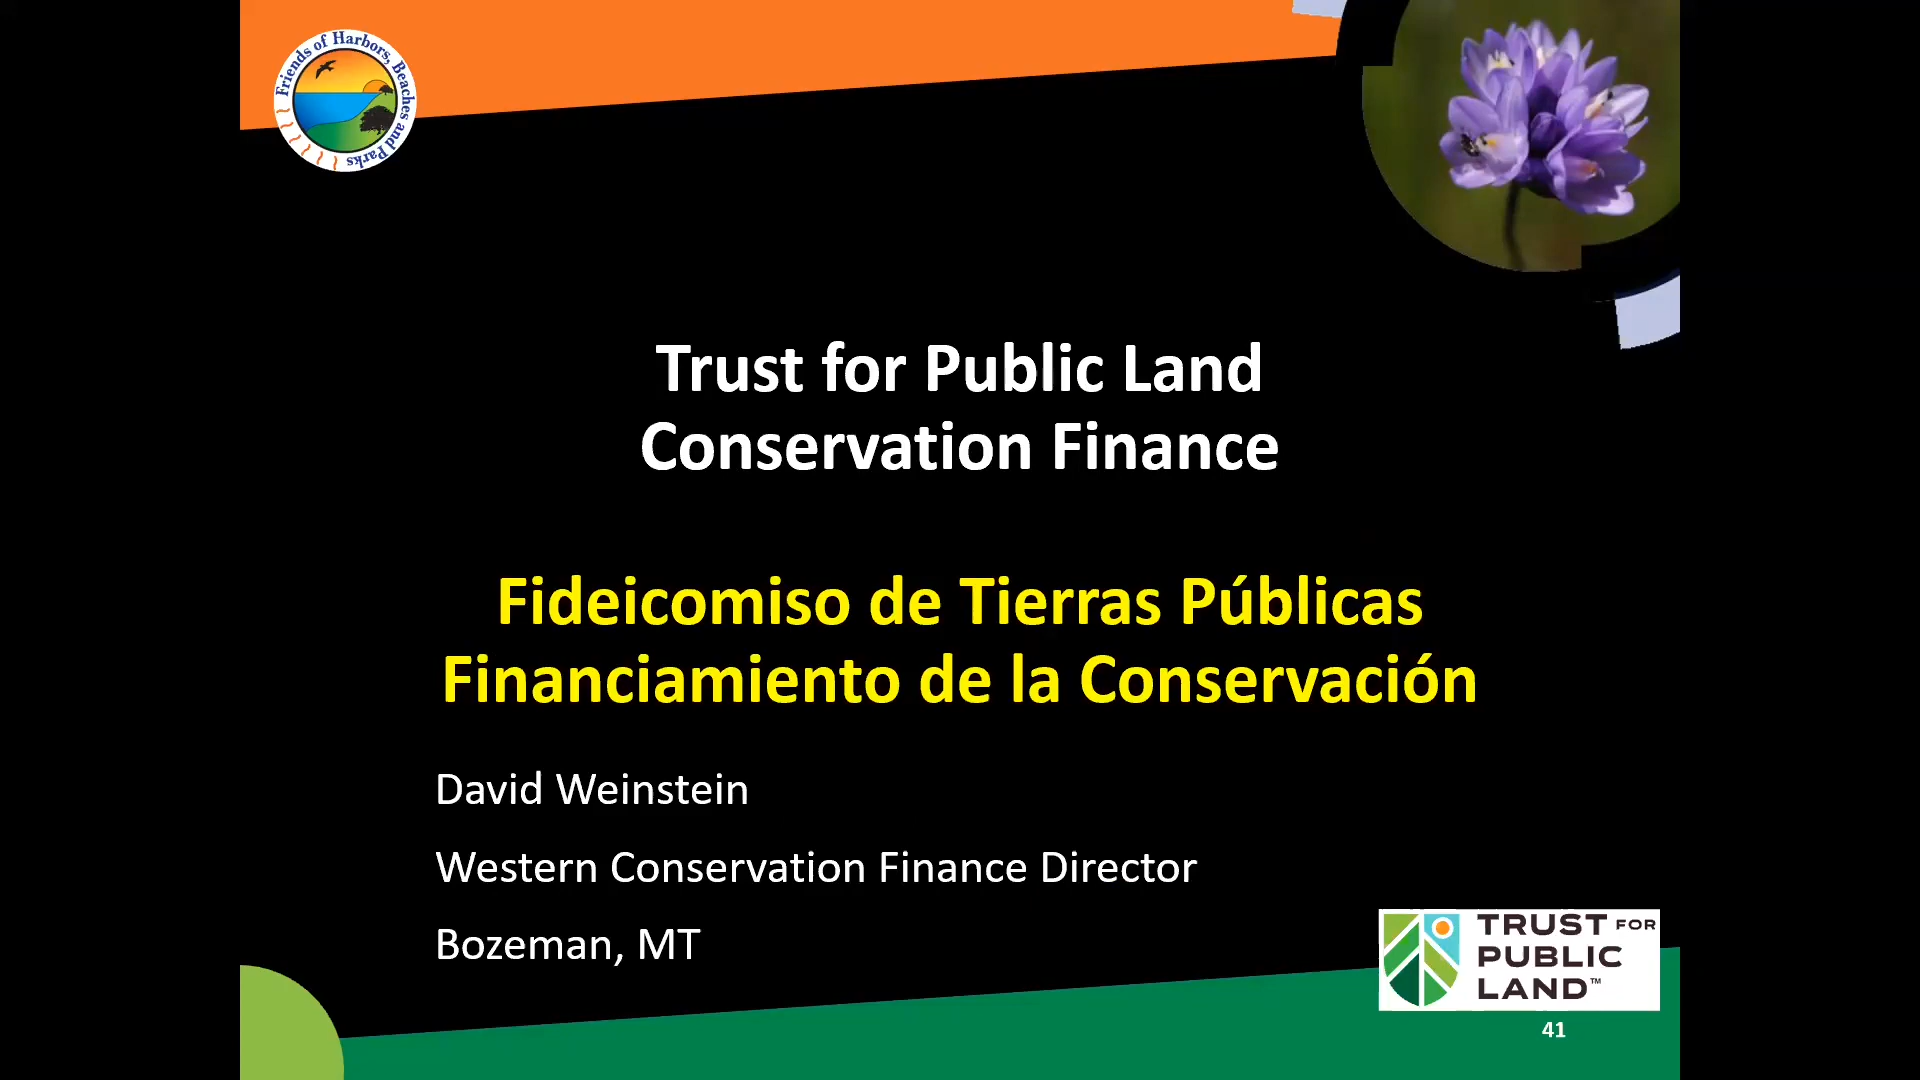 Friends of Harbors, Beaches and Parks
Trust for Public Land
Conservation Finance
Fideicomiso de Tierras Públicas
Financiamiento de la Conservación
David Weinstein
Western Conservation Finance Director
Bozeman, MT
TRUST FOR
PUBLIC
LAND™
41